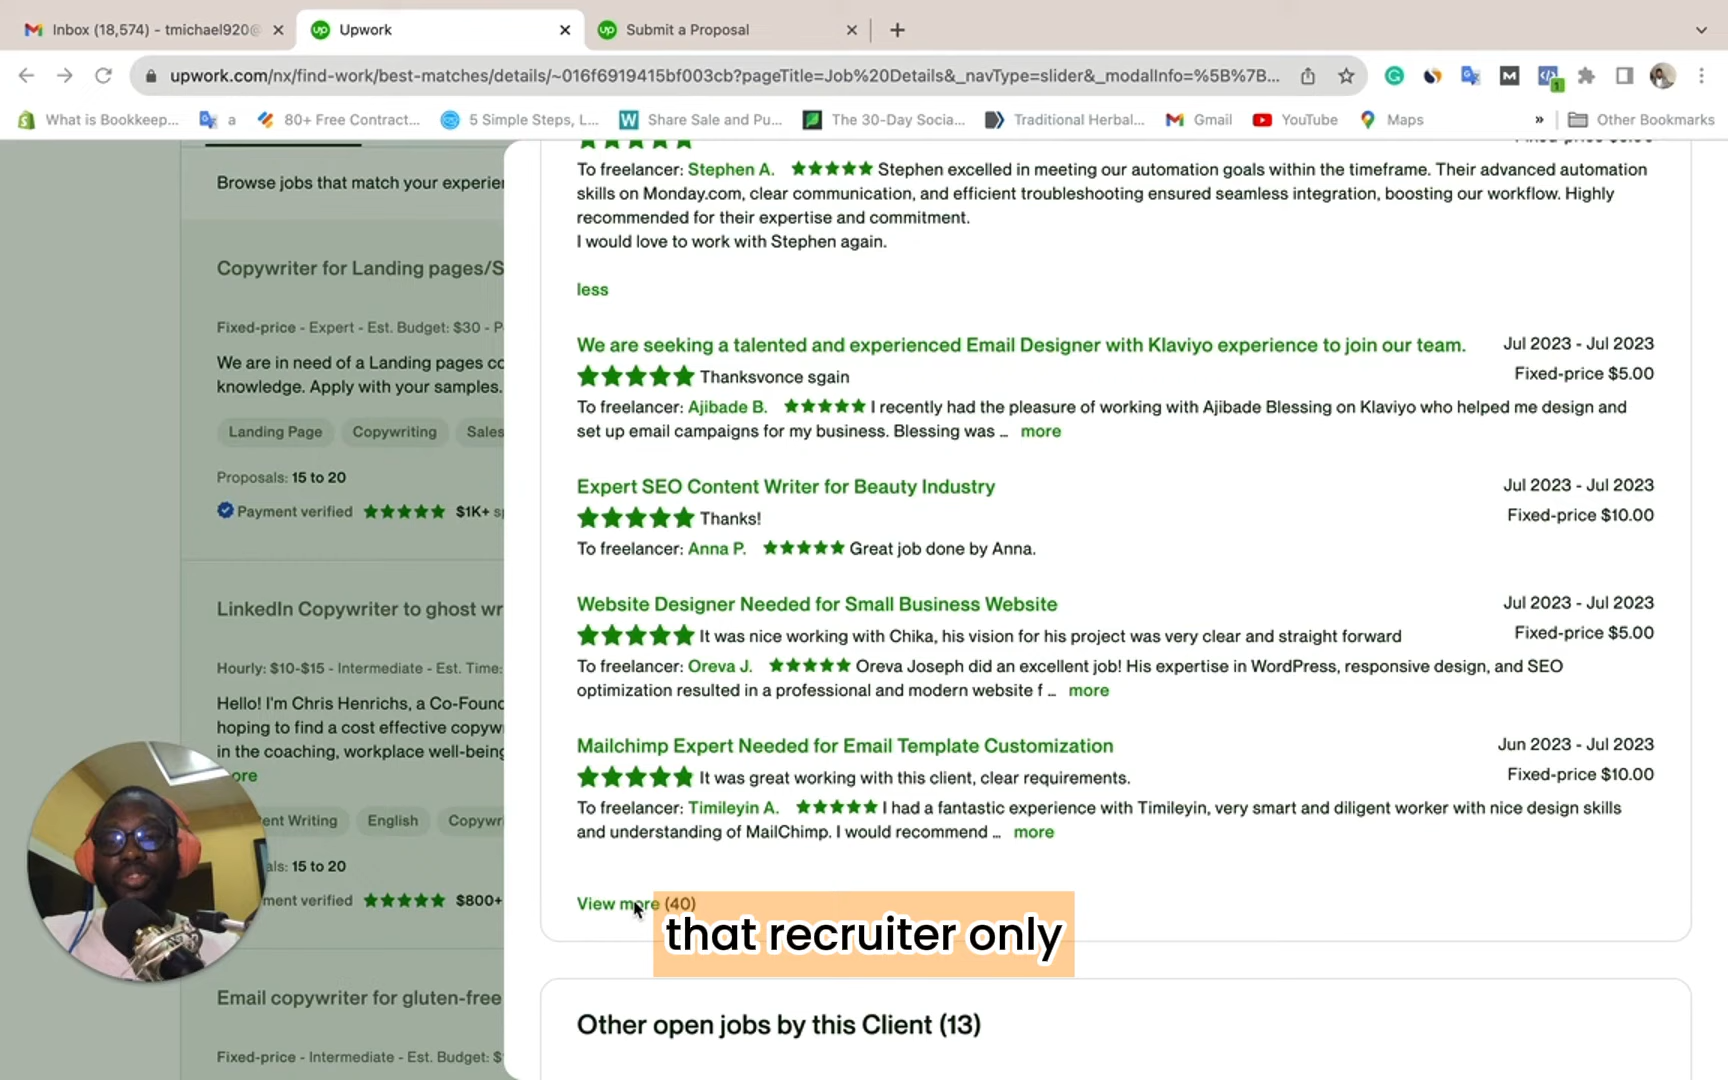 Inbox (18,574) - tmichael920@
Upwork
Submit a Proposal
upwork.com/nx/find-work/best-matches/details/~016f6919415bf003cb?pageTitle=Job%20Details&_navType=slider&_modalInfo=%5B%7B...
What is Bookkeep...
a
80+ Free Contract...
5 Simple Steps, L...
Share Sale and Pu...
The 30-Day Socia...
Traditional Herbal...
Gmail
YouTube
Maps
»
Other Bookmarks
Browse jobs that match your experie
Copywriter for Landing pages/S
Fixed-price - Expert - Est. Budget: $30 - P
We are in need of a Landing pages co
knowledge. Apply with your samples.
Landing Page
Copywriting
Sales
Proposals: 15 to 20
Payment verified
$1K+ s
LinkedIn Copywriter to ghost wr
Hourly: $10-$15 - Intermediate - Est. Time:
Hello! I'm Chris Henrichs, a Co-Founc
hoping to find a cost effective copyw
in the coaching, workplace well-being
ore
ent Writing
English
Copywr
als: 15 to 20
ment verified
$800+
Email copywriter for gluten-free
Fixed-price - Intermediate - Est. Budget: $
To freelancer: Stephen A. Stephen excelled in meeting our automation goals within the timeframe. Their advanced automation
skills on Monday.com, clear communication, and efficient troubleshooting ensured seamless integration, boosting our workflow. Highly
recommended for their expertise and commitment.
I would love to work with Stephen again.
less
We are seeking a talented and experienced Email Designer with Klaviyo experience to join our team.
Jul 2023 - Jul 2023
Thanksvonce sgain
Fixed-price $5.00
To freelancer: Ajibade B. I recently had the pleasure of working with Ajibade Blessing on Klaviyo who helped me design and
set up email campaigns for my business. Blessing was ... more
Expert SEO Content Writer for Beauty Industry
Jul 2023 - Jul 2023
Thanks!
Fixed-price $10.00
To freelancer: Anna P. Great job done by Anna.
Website Designer Needed for Small Business Website
Jul 2023 - Jul 2023
It was nice working with Chika, his vision for his project was very clear and straight forward
Fixed-price $5.00
To freelancer: Oreva J. Oreva Joseph did an excellent job! His expertise in WordPress, responsive design, and SEO
optimization resulted in a professional and modern website f ... more
Mailchimp Expert Needed for Email Template Customization
Jun 2023 - Jul 2023
It was great working with this client, clear requirements.
Fixed-price $10.00
To freelancer: Timileyin A. I had a fantastic experience with Timileyin, very smart and diligent worker with nice design skills
and understanding of MailChimp. I would recommend ... more
View more (40)
that recruiter only
Other open jobs by this Client (13)